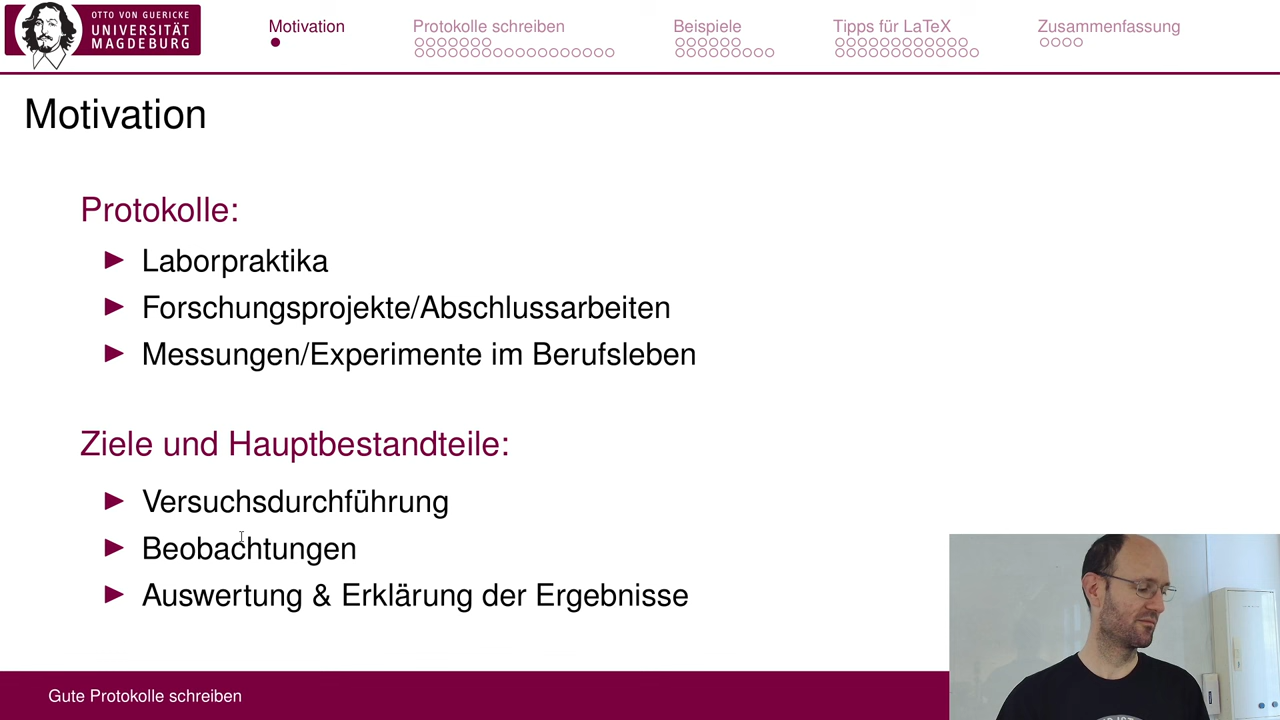 OTTO VON GUERICKE
UNIVERSITÄT
MAGDEBURG
Motivation
Protokolle schreiben
Beispiele
Tipps für LaTeX
Zusammenfassung
Motivation
Protokolle:
Laborpraktika
Forschungsprojekte/Abschlussarbeiten
Messungen/Experimente im Berufsleben
Ziele und Hauptbestandteile:
Versuchsdurchführung
Beobachtungen
Auswertung & Erklärung der Ergebnisse
Gute Protokolle schreiben